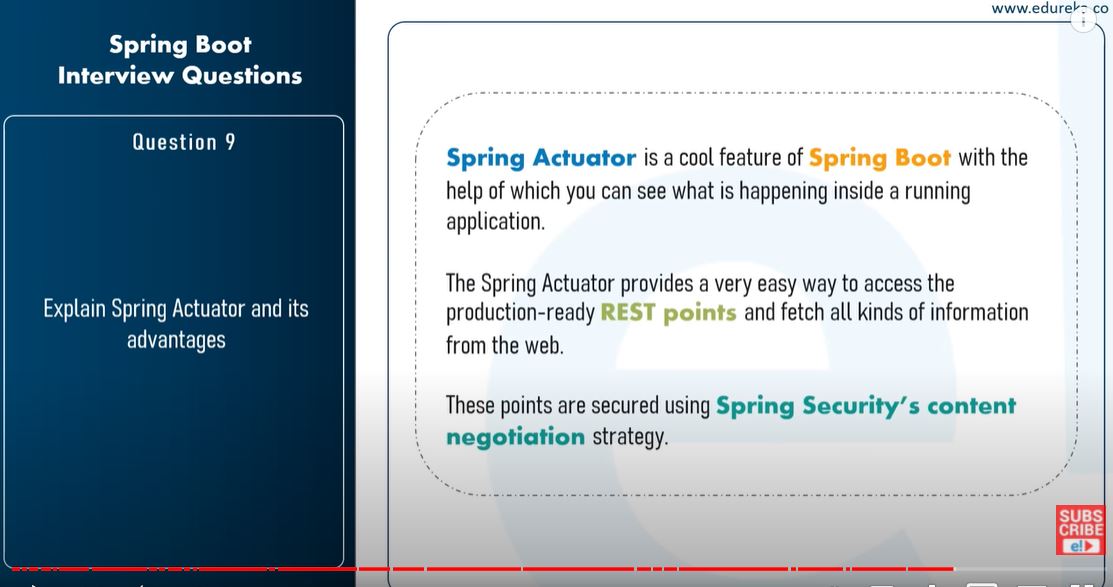 www.edureka.co
Spring Boot
Interview Questions
Question 9
Explain Spring Actuator and its
advantages
Spring Actuator is a cool feature of Spring Boot with the
help of which you can see what is happening inside a running
application.
The Spring Actuator provides a very easy way to access the
production-ready REST points and fetch all kinds of information
from the web.
These points are secured using Spring Security's content
negotiation strategy.
SUBS
CRIBE
e!